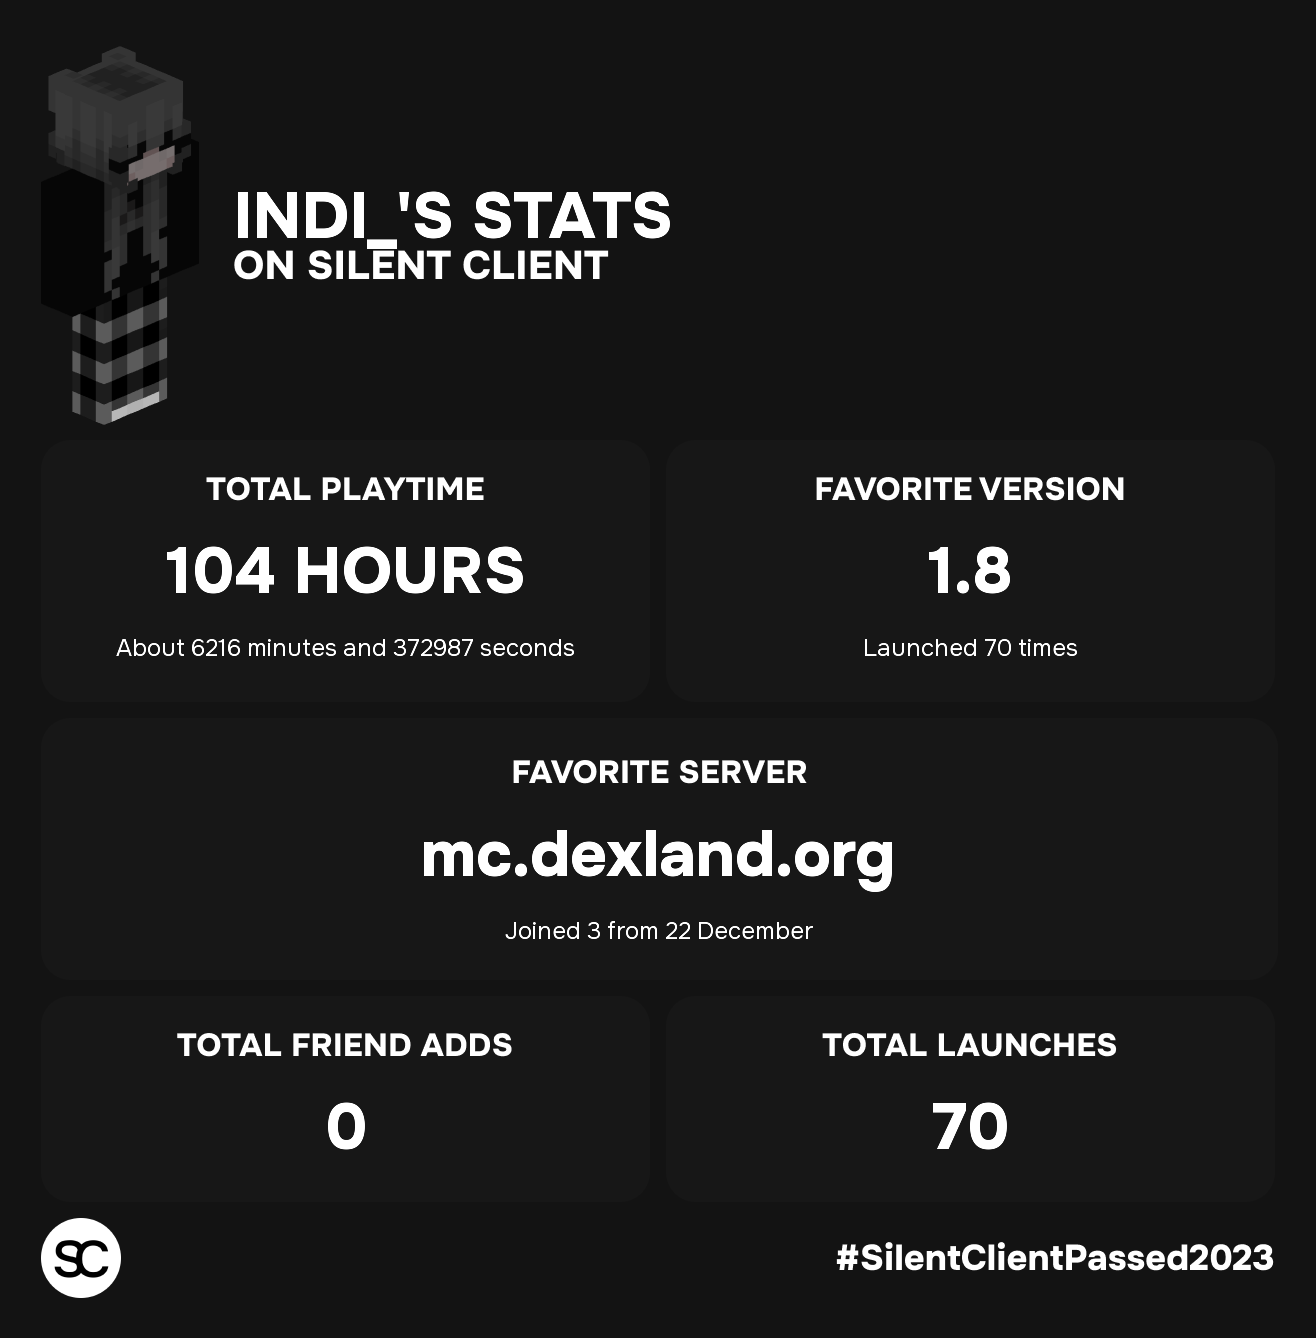 INDI_'S STATS
ON SILENT CLIENT
TOTAL PLAYTIME
104 HOURS
About 6216 minutes and 372987 seconds
FAVORITE VERSION
1.8
Launched 70 times
FAVORITE SERVER
mc.dexland.org
Joined 3 from 22 December
TOTAL FRIEND ADDS
0
TOTAL LAUNCHES
70
SC
#SilentClientPassed2023